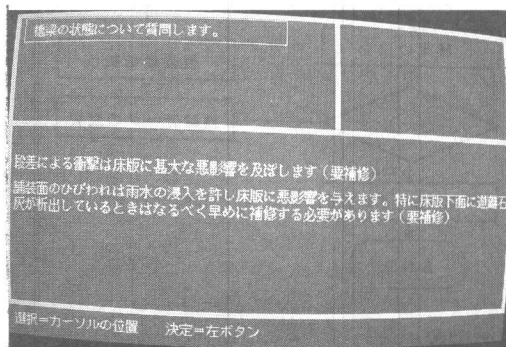 橋梁の状態について質問します。
段差による衝撃は床版に甚大な悪影響を及ぼします(要補修)
舗装面のひびわれは雨水の浸入を許し床版に悪影響を与えます。特に床版下面に遊離石
灰が析出しているときはなるべく早めに補修する必要があります(要補修)
選択=カーソルの位置 決定=左ボタン